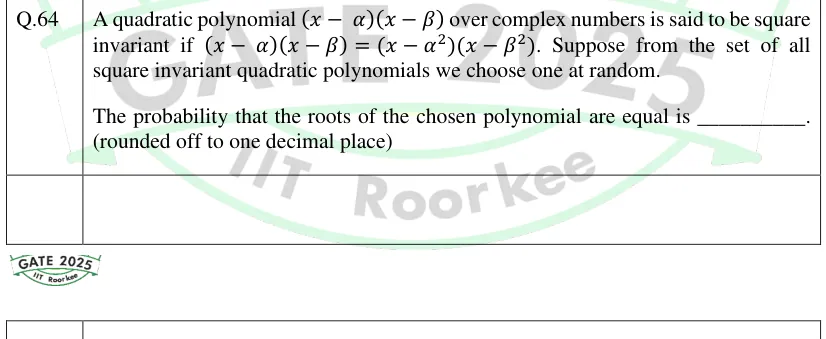 Q.64 A quadratic polynomial (𝑥 − 𝛼)(𝑥 − 𝛽) over complex numbers is said to be square
invariant if (𝑥 − 𝛼)(𝑥 − 𝛽) = (𝑥 − 𝛼²)(𝑥 − 𝛽²). Suppose from the set of all
square invariant quadratic polynomials we choose one at random.
The probability that the roots of the chosen polynomial are equal is __________.
(rounded off to one decimal place)
GATE 2025
IIT Roorkee
GATE 2025
IIT Roorkee